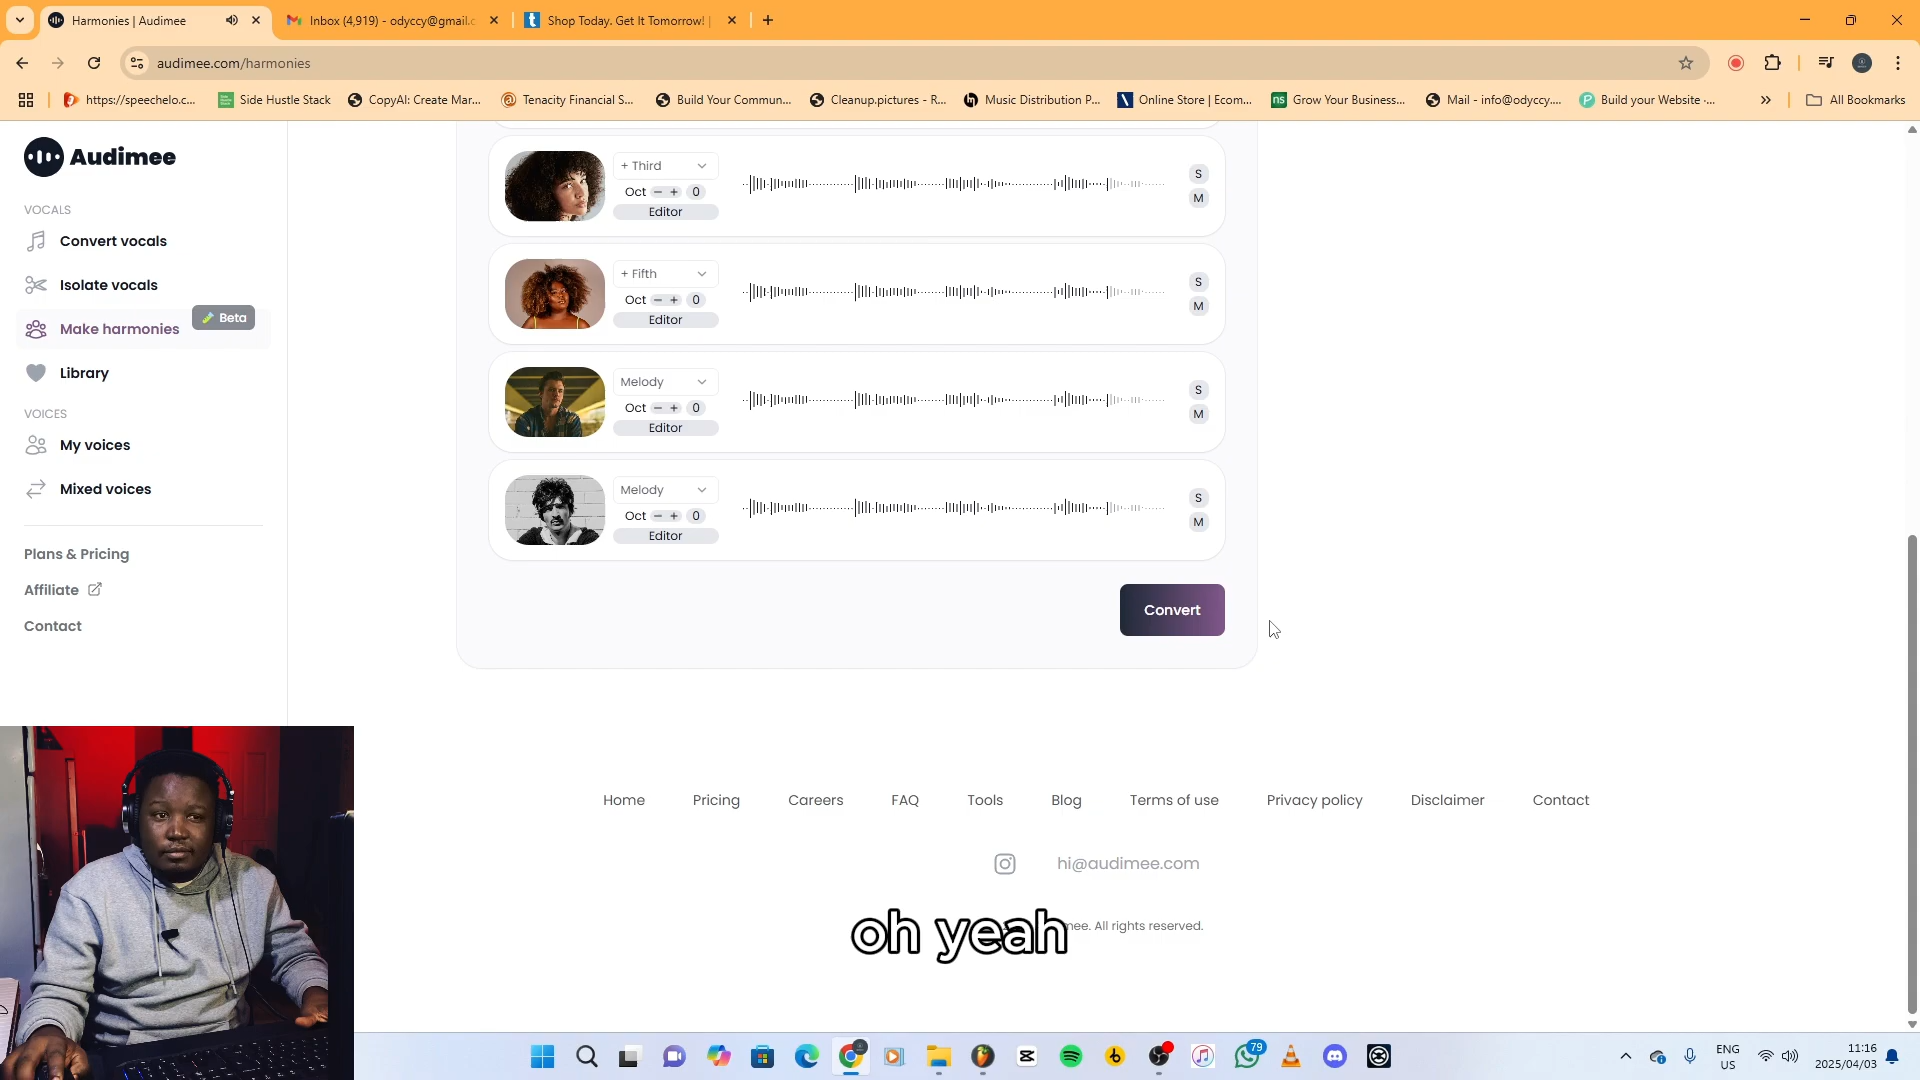 Harmonies | Audimee
Inbox (4,919) - odyccy@gmail.c
Shop Today. Get It Tomorrow! |
audimee.com/harmonies
https://speechelo.c...
Side Hustle Stack
CopyAI: Create Mar...
Tenacity Financial S...
Build Your Commun...
Cleanup.pictures - R...
Music Distribution P...
Online Store | Ecom...
Grow Your Business...
Mail - info@odyccy....
Build your Website -...
All Bookmarks
Audimee
VOCALS
Convert vocals
Isolate vocals
Make harmonies
Beta
Library
VOICES
My voices
Mixed voices
Plans & Pricing
Affiliate
Contact
+ Third
Oct − + 0
Editor
S
M
+ Fifth
Oct − + 0
Editor
S
M
Melody
Oct − + 0
Editor
S
M
Melody
Oct − + 0
Editor
S
M
Convert
Home Pricing Careers FAQ Tools Blog Terms of use Privacy policy Disclaimer Contact
hi@audimee.com
mee. All rights reserved.
oh yeah
79
ENG
US
11:16
2025/04/03